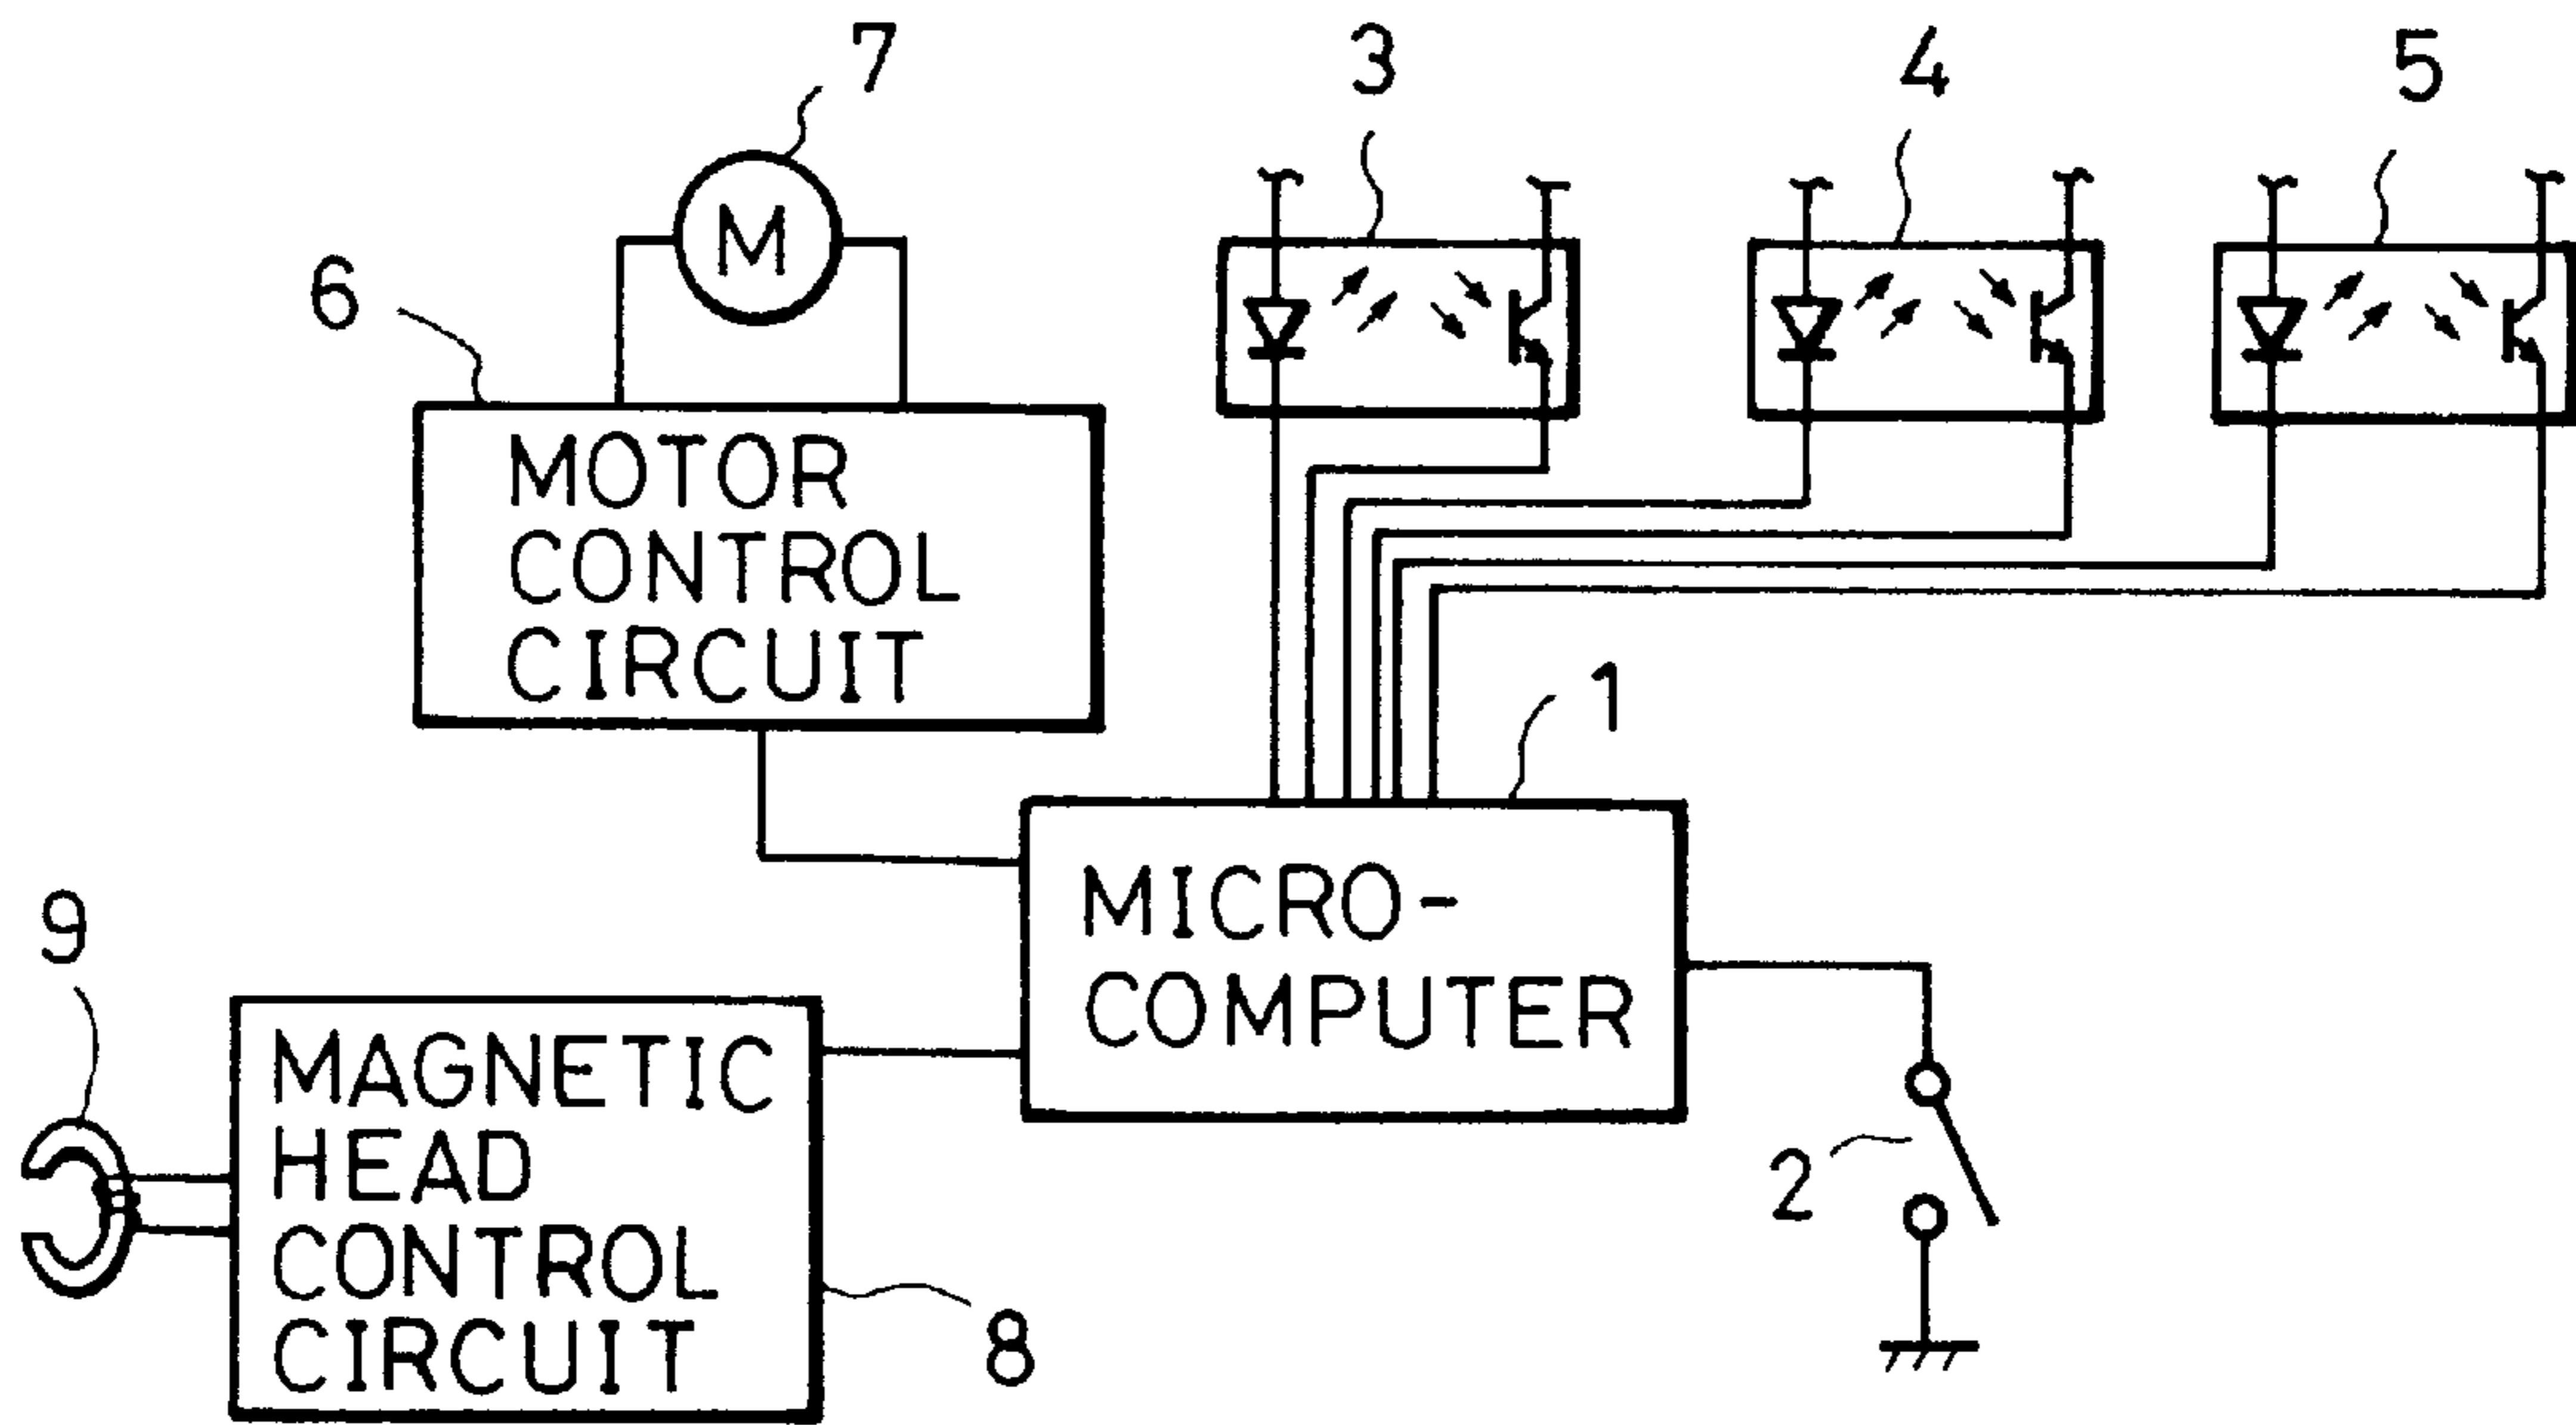 7
3
4
5
M
6
MOTOR
CONTROL
CIRCUIT
1
MICRO-
COMPUTER
9
MAGNETIC
HEAD
CONTROL
CIRCUIT
2
8